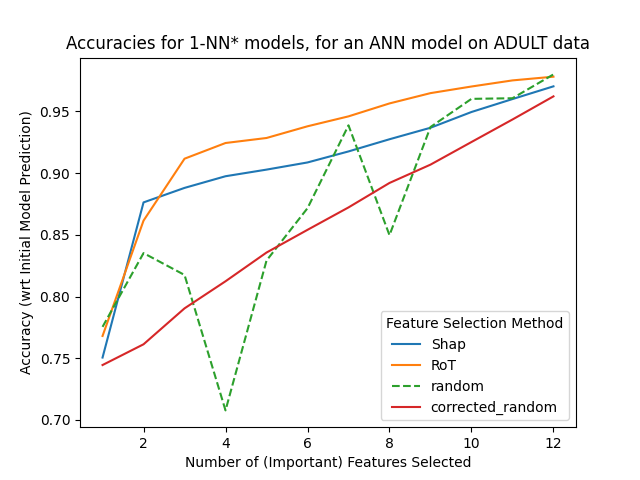 Accuracies for 1-NN* models, for an ANN model on ADULT data
Accuracy (wrt Initial Model Prediction)
0.95
0.90
0.85
0.80
0.75
0.70
Feature Selection Method
Shap
RoT
random
corrected_random
2 4 6 8 10 12
Number of (Important) Features Selected